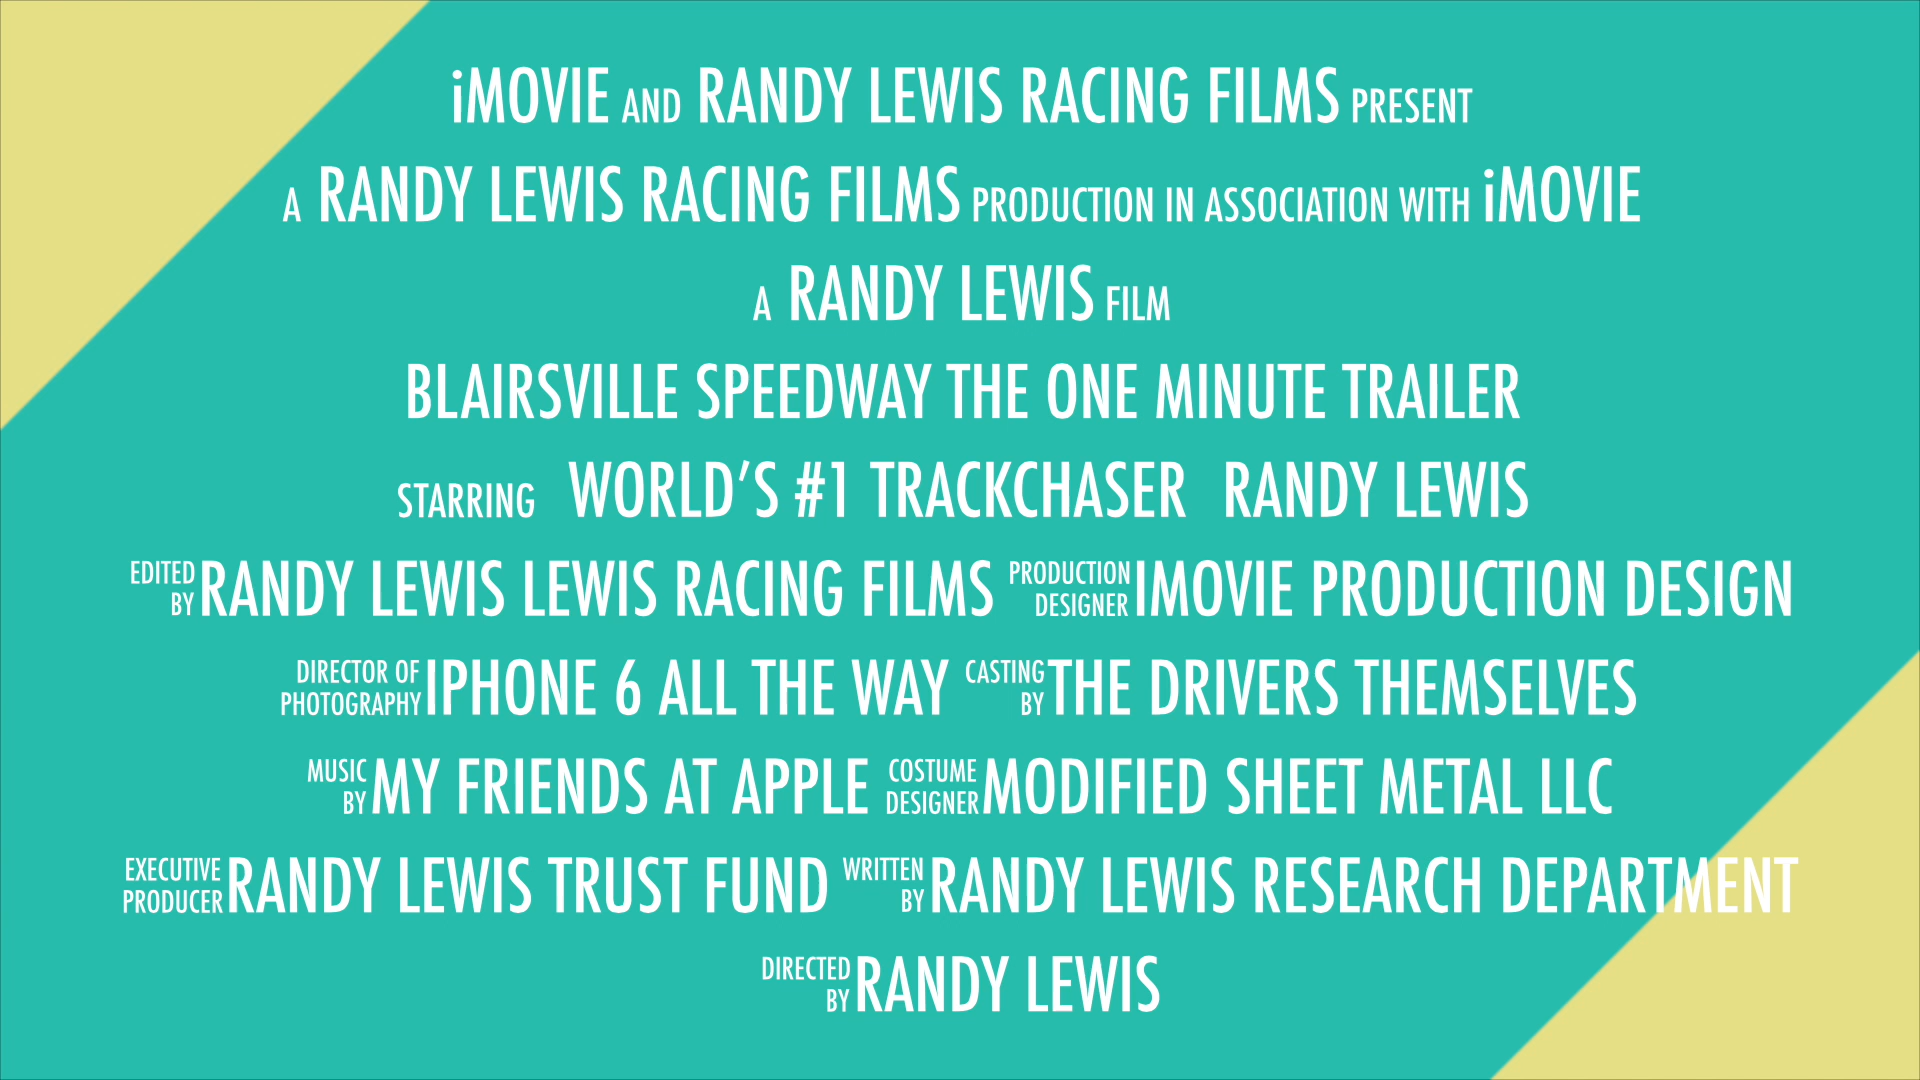 iMOVIE AND RANDY LEWIS RACING FILMS PRESENT
A RANDY LEWIS RACING FILMS PRODUCTION IN ASSOCIATION WITH iMOVIE
A RANDY LEWIS FILM
BLAIRSVILLE SPEEDWAY THE ONE MINUTE TRAILER
STARRING WORLD’S #1 TRACKCHASER RANDY LEWIS
EDITED BY RANDY LEWIS LEWIS RACING FILMS PRODUCTION DESIGNER IMOVIE PRODUCTION DESIGN
DIRECTOR OF PHOTOGRAPHY IPHONE 6 ALL THE WAY CASTING BY THE DRIVERS THEMSELVES
MUSIC BY MY FRIENDS AT APPLE COSTUME DESIGNER MODIFIED SHEET METAL LLC
EXECUTIVE PRODUCER RANDY LEWIS TRUST FUND WRITTEN BY RANDY LEWIS RESEARCH DEPARTMENT
DIRECTED BY RANDY LEWIS